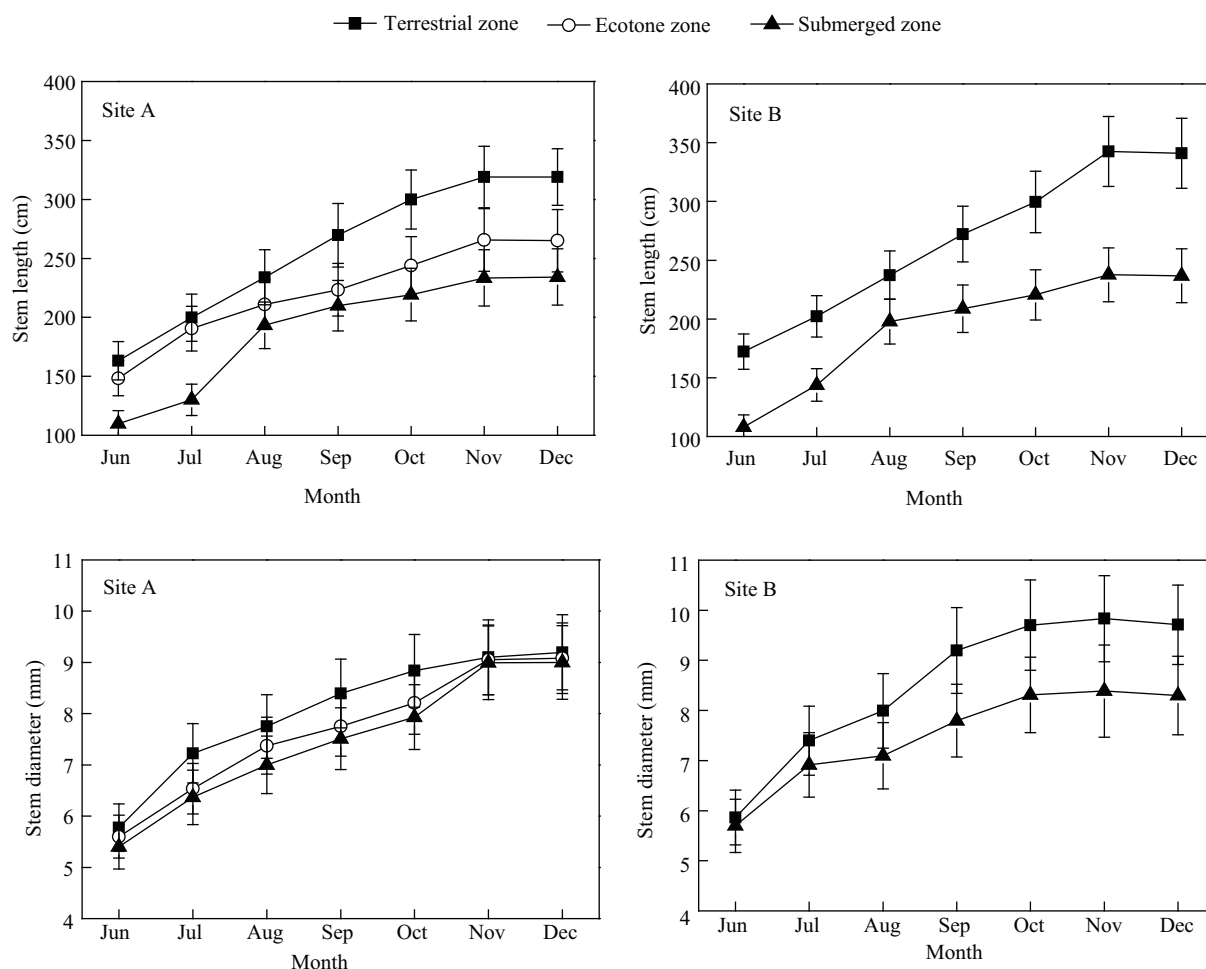 Terrestrial zone Ecotone zone Submerged zone
Site A
Stem length (cm)
400
350
300
250
200
150
100
Jun Jul Aug Sep Oct Nov Dec
Month
Site B
Stem length (cm)
400
350
300
250
200
150
100
Jun Jul Aug Sep Oct Nov Dec
Month
Site A
Stem diameter (mm)
11
10
9
8
7
6
5
4
Jun Jul Aug Sep Oct Nov Dec
Month
Site B
Stem diameter (mm)
11
10
9
8
7
6
5
4
Jun Jul Aug Sep Oct Nov Dec
Month